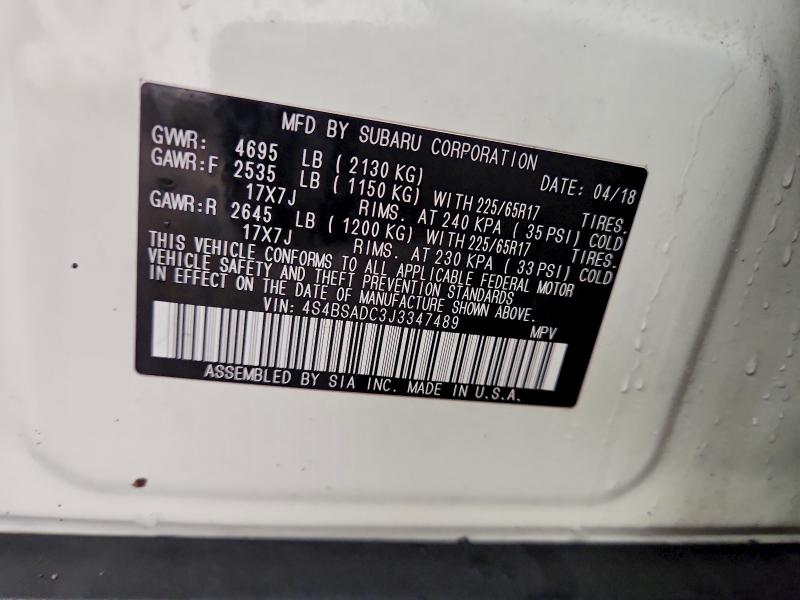 MFD BY SUBARU CORPORATION
GVWR: 4695 LB ( 2130 KG) DATE: 04/18
GAWR:F 2535 LB ( 1150 KG) WITH 225/65R17 TIRES.
17X7J RIMS. AT 240 KPA ( 35 PSI) COLD
GAWR:R 2645 LB ( 1200 KG) WITH 225/65R17 TIRES.
17X7J RIMS. AT 230 KPA ( 33 PSI) COLD
THIS VEHICLE CONFORMS TO ALL APPLICABLE FEDERAL MOTOR
VEHICLE SAFETY AND THEFT PREVENTION STANDARDS
IN EFFECT ON THE DATE OF MANUFACTURE SHOWN ABOVE.
VIN: 4S4BSADC3J3347489 MPV
ASSEMBLED BY SIA INC. MADE IN U.S.A.